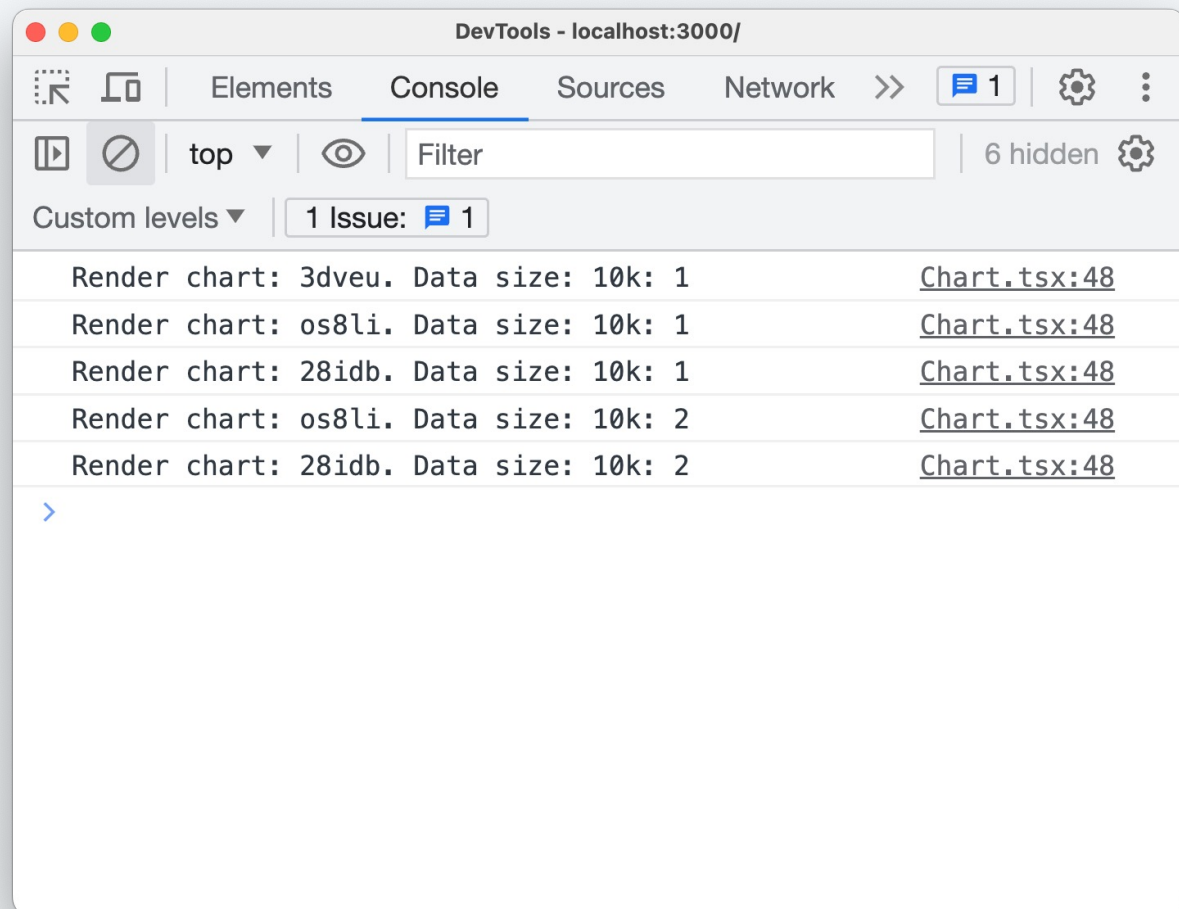 DevTools - localhost:3000/
Elements Console Sources Network 1
top Filter 6 hidden
Custom levels 1 Issue: 1
Render chart: 3dveu. Data size: 10k: 1 Chart.tsx:48
Render chart: os8li. Data size: 10k: 1 Chart.tsx:48
Render chart: 28idb. Data size: 10k: 1 Chart.tsx:48
Render chart: os8li. Data size: 10k: 2 Chart.tsx:48
Render chart: 28idb. Data size: 10k: 2 Chart.tsx:48